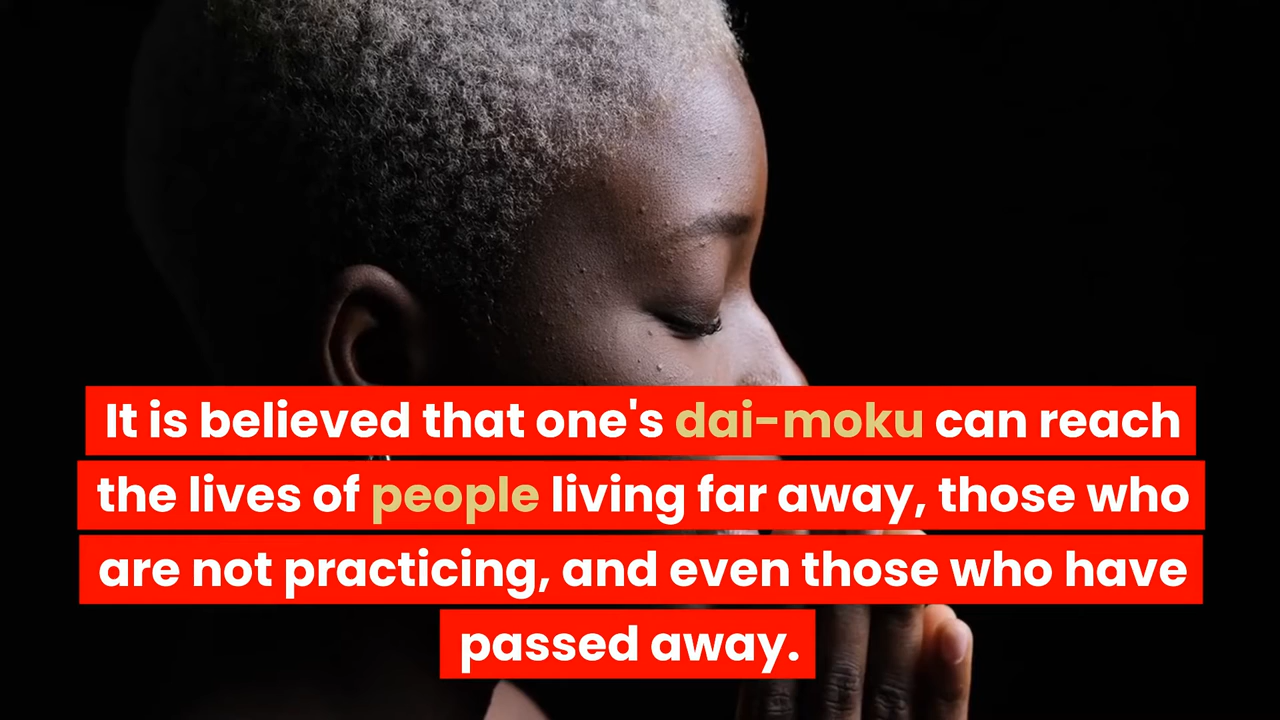 It is believed that one's dai-moku can reach
the lives of people living far away, those who
are not practicing, and even those who have
passed away.